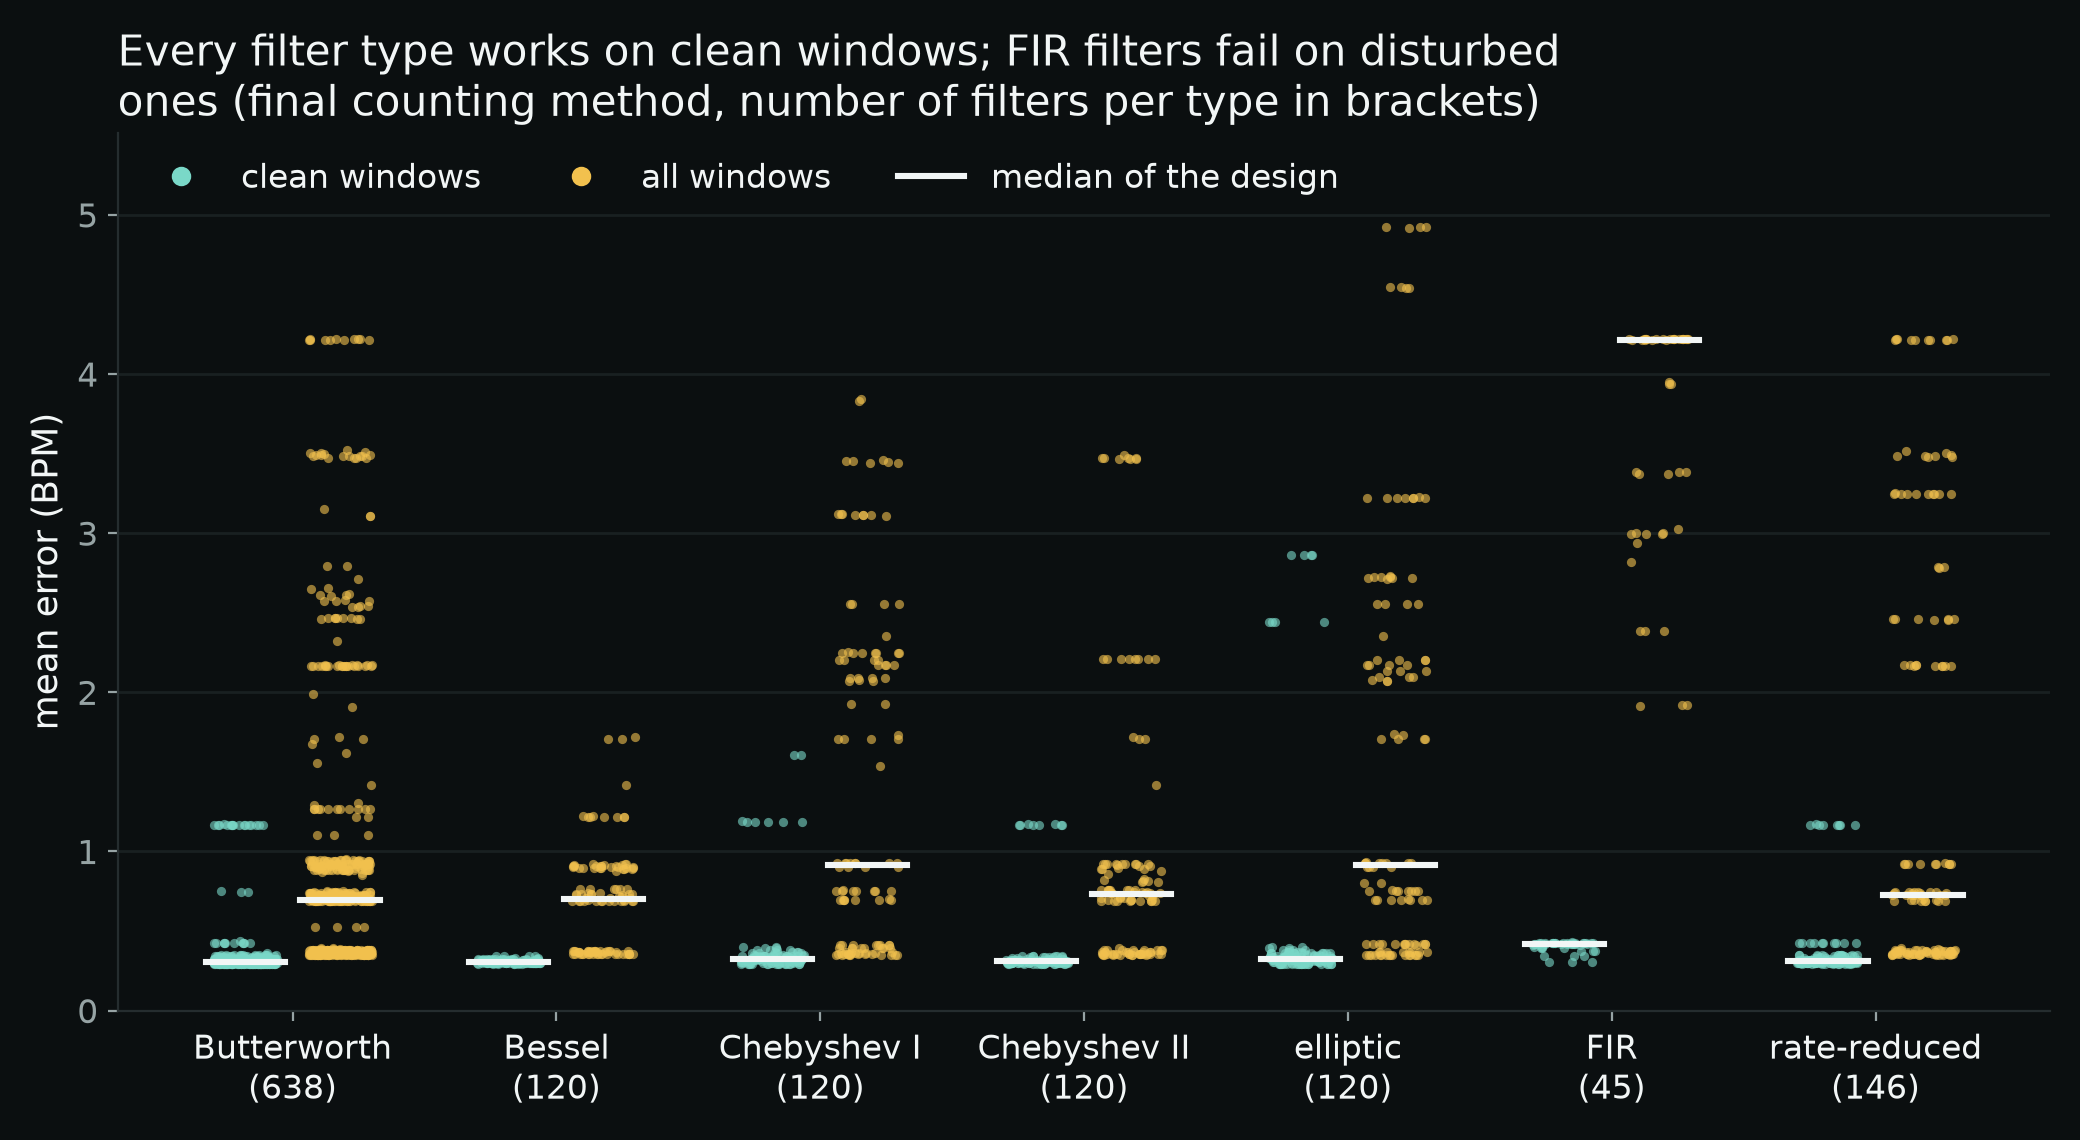 Every filter type works on clean windows; FIR filters fail on disturbed
ones (final counting method, number of filters per type in brackets)
clean windows all windows median of the design
5
4
3
2
1
0
mean error (BPM)
Butterworth Bessel Chebyshev I Chebyshev II elliptic FIR rate-reduced
(638) (120) (120) (120) (120) (45) (146)